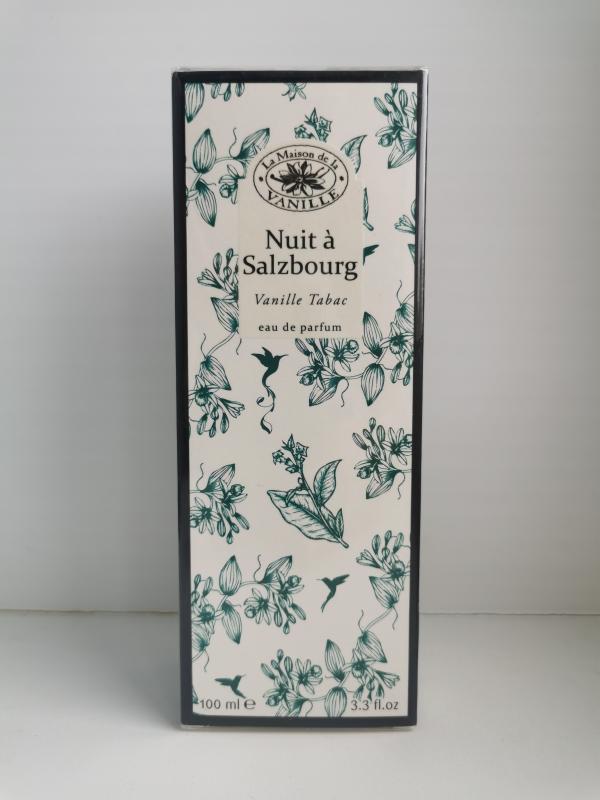 La Maison de la
VANILLE
Nuit à
Salzbourg
Vanille Tabac
eau de parfum
100 ml ℮
3.3 fl.oz